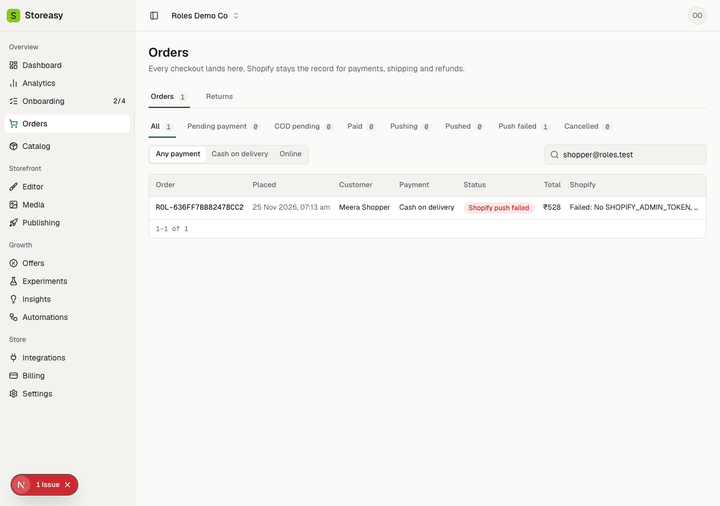 S Storeasy
Roles Demo Co
OO
Overview
Dashboard
Analytics
Onboarding 2/4
Orders
Catalog
Storefront
Editor
Media
Publishing
Growth
Offers
Experiments
Insights
Automations
Store
Integrations
Billing
Settings
N 1 Issue
Orders
Every checkout lands here. Shopify stays the record for payments, shipping and refunds.
Orders 1 Returns
All 1 Pending payment 0 COD pending 0 Paid 0 Pushing 0 Pushed 0 Push failed 1 Cancelled 0
Any payment Cash on delivery Online
shopper@roles.test
Order Placed Customer Payment Status Total Shopify
ROL-636FF7BB82478CC2 25 Nov 2026, 07:13 am Meera Shopper Cash on delivery Shopify push failed ₹528 Failed: No SHOPIFY_ADMIN_TOKEN, …
1–1 of 1